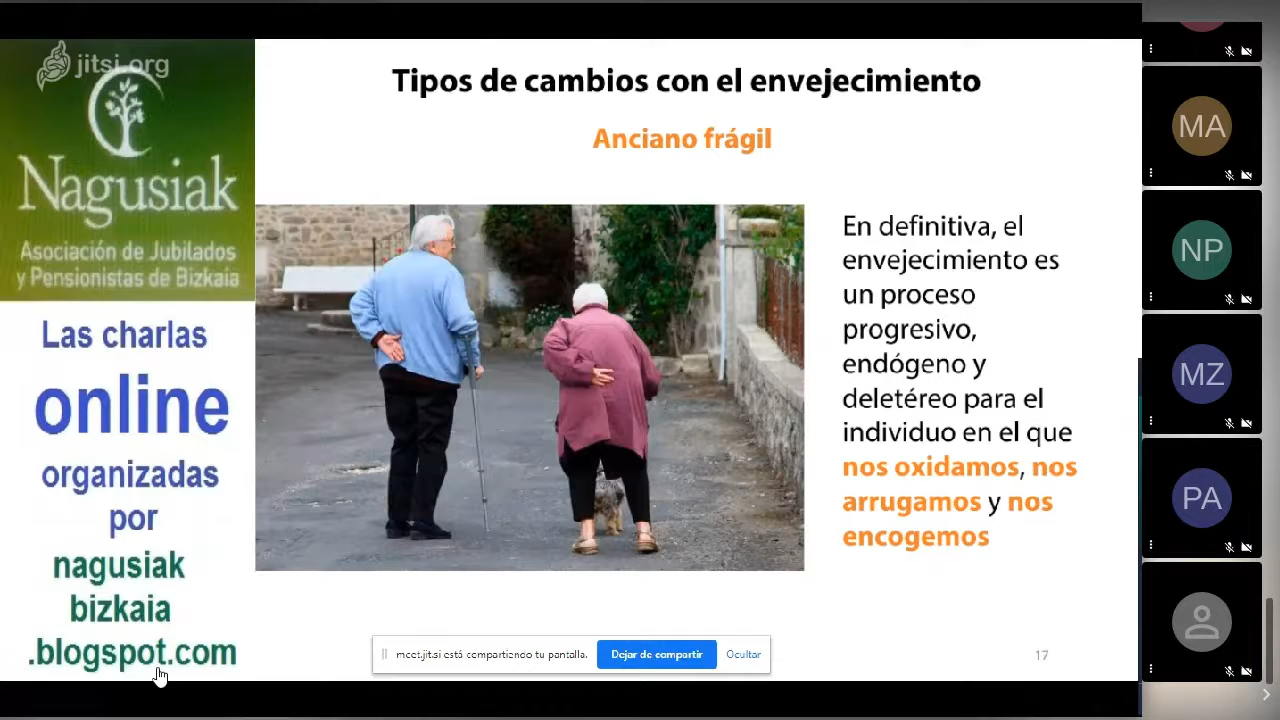 jitsi.org
Nagusiak
Asociación de Jubilados
y Pensionistas de Bizkaia
Las charlas
online
organizadas
por
nagusiak
bizkaia
.blogspot.com
Tipos de cambios con el envejecimiento
Anciano frágil
En definitiva, el
envejecimiento es
un proceso
progresivo,
endógeno y
deletéreo para el
individuo en el que
nos oxidamos, nos
arrugamos y nos
encogemos
meet.jit.si está compartiendo tu pantalla.
Dejar de compartir
Ocultar
17
MA
NP
MZ
PA